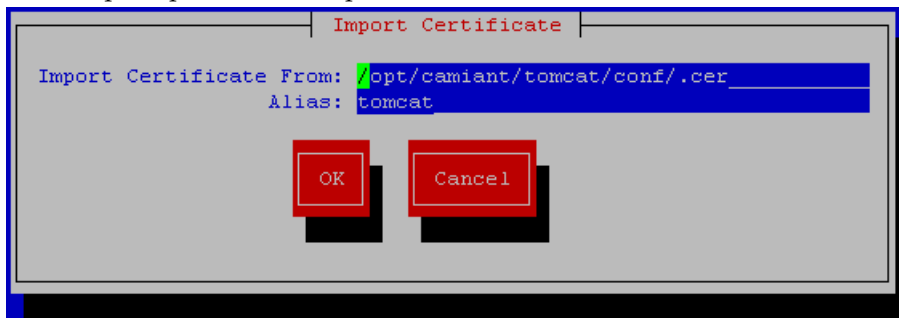 Import Certificate
Import Certificate From: /opt/camiant/tomcat/conf/.cer
Alias: tomcat
OK Cancel